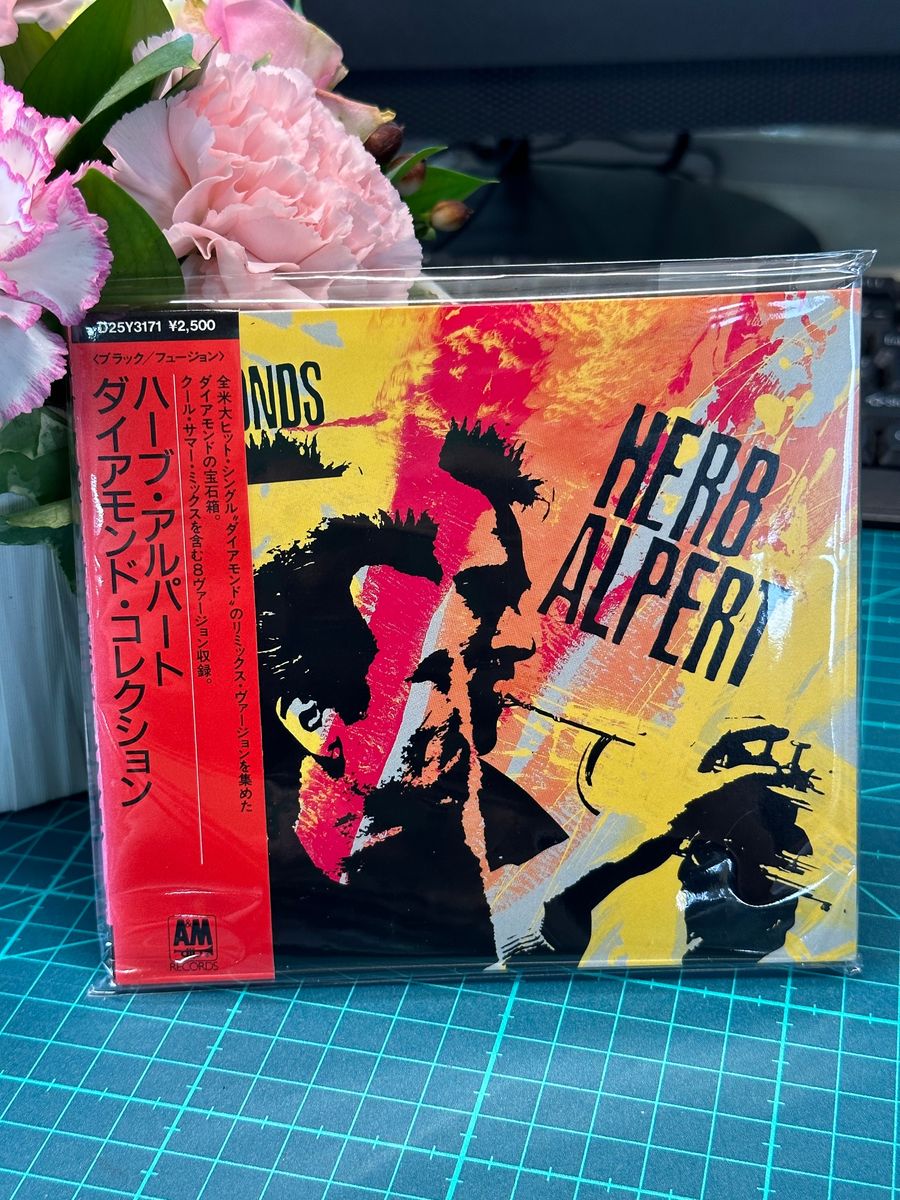 D25Y3171 ¥2,500
〈ブラック／フュージョン〉
ハーブ・アルパート
ダイアモンド・コレクション
全米大ヒット・シングル〝ダイアモンド〟のリミックス・ヴァージョンを集めた
ダイアモンドの宝石箱。
クール・サマー・ミックスを含む8ヴァージョン収録。
A&M
RECORDS
ONDS
HERB
ALPERT